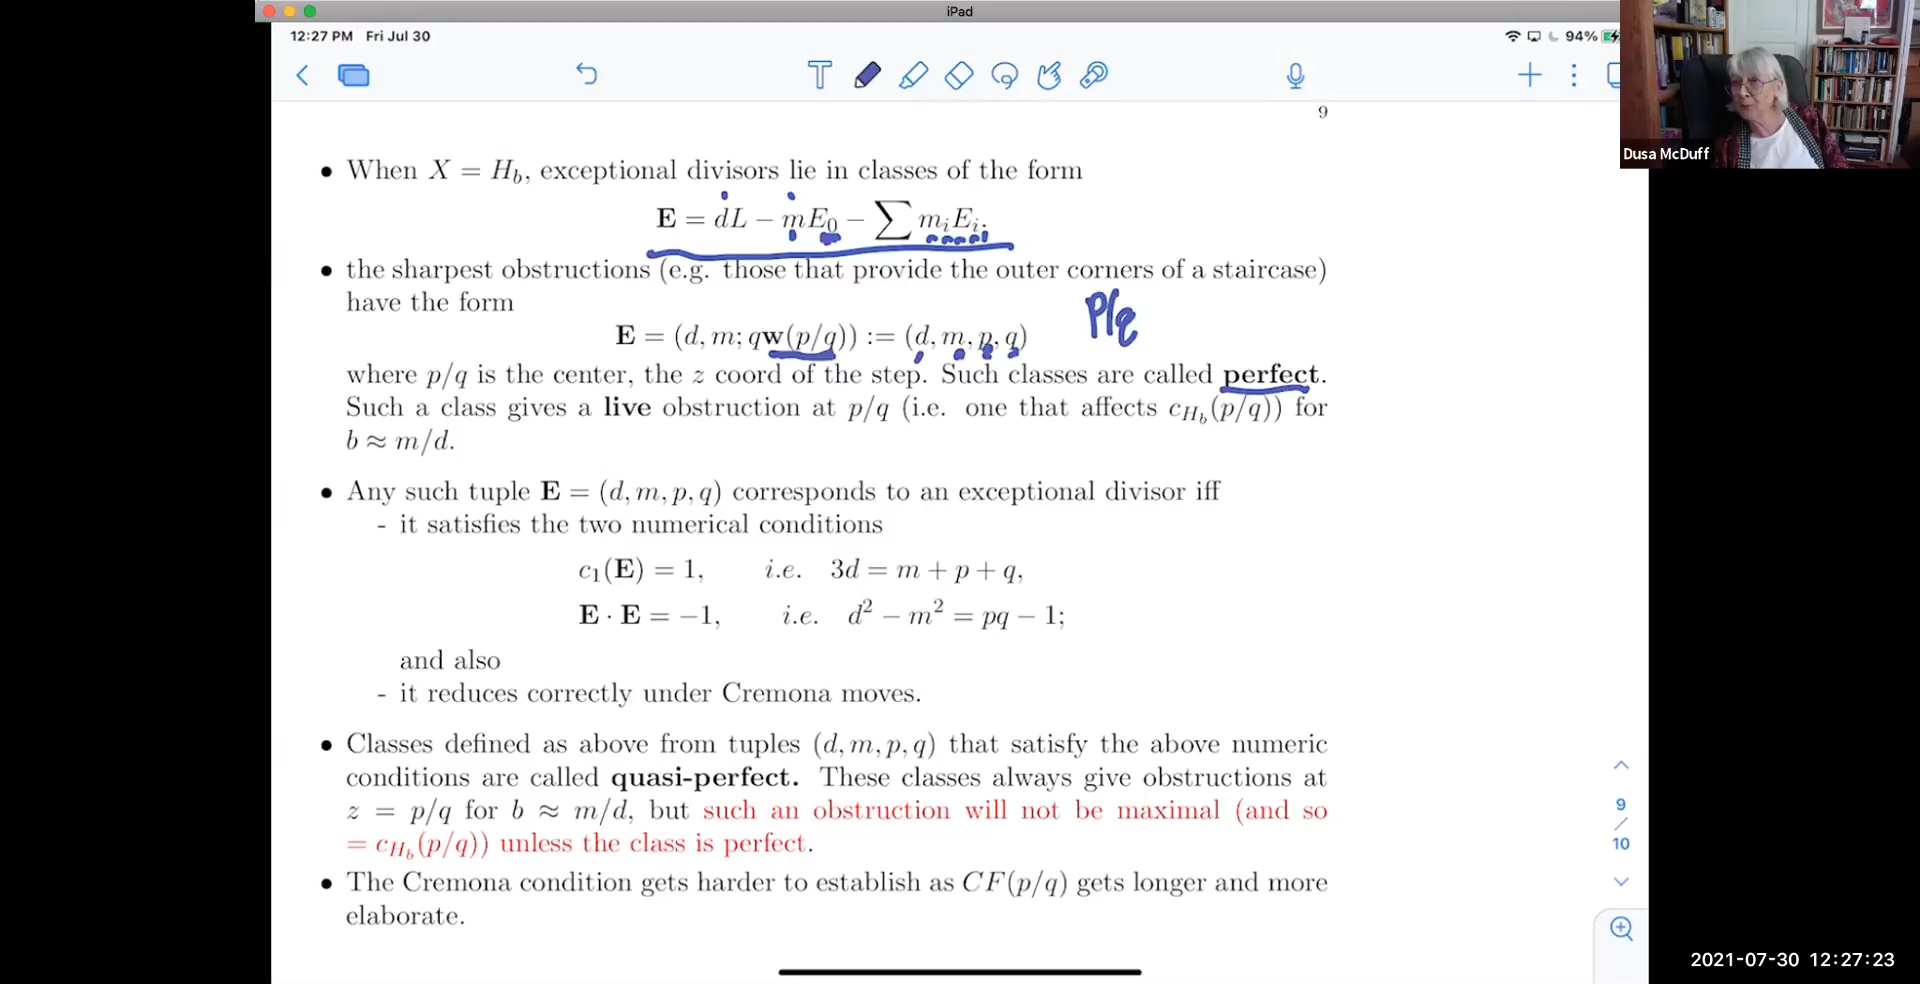 iPad
12:27 PM Fri Jul 30
94%
9
• When X = H_b, exceptional divisors lie in classes of the form
E = dL − mE_0 − ∑ m_iE_i.
• the sharpest obstructions (e.g. those that provide the outer corners of a staircase)
have the form
p/q
E = (d, m; qw(p/q)) := (d, m, p, q)
where p/q is the center, the z coord of the step. Such classes are called perfect.
Such a class gives a live obstruction at p/q (i.e. one that affects c_{H_b}(p/q)) for
b ≈ m/d.
• Any such tuple E = (d, m, p, q) corresponds to an exceptional divisor iff
- it satisfies the two numerical conditions
c_1(E) = 1, i.e. 3d = m + p + q,
E · E = −1, i.e. d² − m² = pq − 1;
and also
- it reduces correctly under Cremona moves.
• Classes defined as above from tuples (d, m, p, q) that satisfy the above numeric
conditions are called quasi-perfect. These classes always give obstructions at
z = p/q for b ≈ m/d, but such an obstruction will not be maximal (and so
= c_{H_b}(p/q)) unless the class is perfect.
• The Cremona condition gets harder to establish as CF(p/q) gets longer and more
elaborate.
9
/
10
Dusa McDuff
2021-07-30 12:27:23